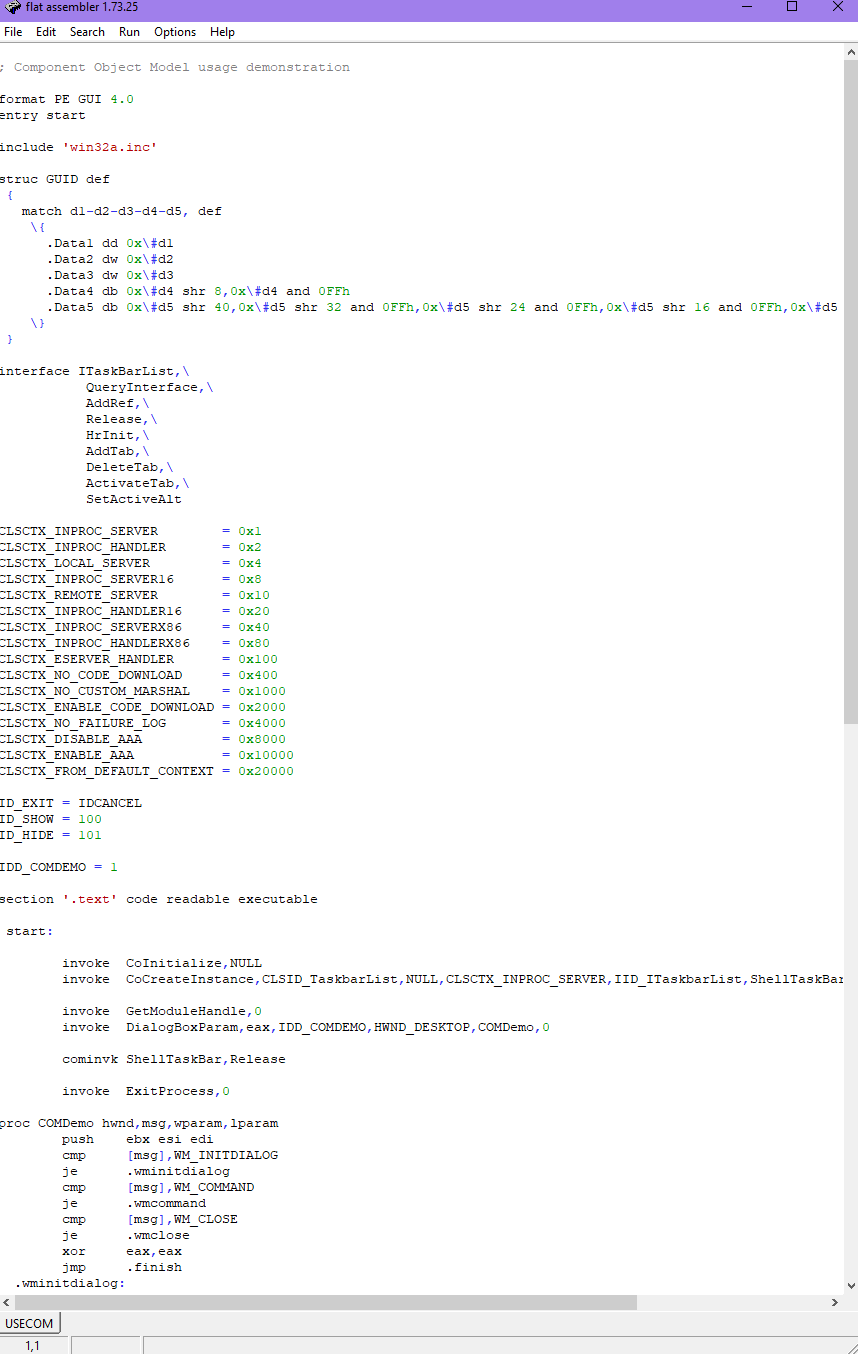 flat assembler 1.73.25
File Edit Search Run Options Help
; Component Object Model usage demonstration
format PE GUI 4.0
entry start
include 'win32a.inc'
struc GUID def
{
match d1-d2-d3-d4-d5, def
\{
.Data1 dd 0x\#d1
.Data2 dw 0x\#d2
.Data3 dw 0x\#d3
.Data4 db 0x\#d4 shr 8,0x\#d4 and 0FFh
.Data5 db 0x\#d5 shr 40,0x\#d5 shr 32 and 0FFh,0x\#d5 shr 24 and 0FFh,0x\#d5 shr 16 and 0FFh,0x\#d5
\}
}
interface ITaskBarList,\
QueryInterface,\
AddRef,\
Release,\
HrInit,\
AddTab,\
DeleteTab,\
ActivateTab,\
SetActiveAlt
CLSCTX_INPROC_SERVER = 0x1
CLSCTX_INPROC_HANDLER = 0x2
CLSCTX_LOCAL_SERVER = 0x4
CLSCTX_INPROC_SERVER16 = 0x8
CLSCTX_REMOTE_SERVER = 0x10
CLSCTX_INPROC_HANDLER16 = 0x20
CLSCTX_INPROC_SERVERX86 = 0x40
CLSCTX_INPROC_HANDLERX86 = 0x80
CLSCTX_ESERVER_HANDLER = 0x100
CLSCTX_NO_CODE_DOWNLOAD = 0x400
CLSCTX_NO_CUSTOM_MARSHAL = 0x1000
CLSCTX_ENABLE_CODE_DOWNLOAD = 0x2000
CLSCTX_NO_FAILURE_LOG = 0x4000
CLSCTX_DISABLE_AAA = 0x8000
CLSCTX_ENABLE_AAA = 0x10000
CLSCTX_FROM_DEFAULT_CONTEXT = 0x20000
ID_EXIT = IDCANCEL
ID_SHOW = 100
ID_HIDE = 101
IDD_COMDEMO = 1
section '.text' code readable executable
start:
invoke CoInitialize,NULL
invoke CoCreateInstance,CLSID_TaskbarList,NULL,CLSCTX_INPROC_SERVER,IID_ITaskbarList,ShellTaskBar
invoke GetModuleHandle,0
invoke DialogBoxParam,eax,IDD_COMDEMO,HWND_DESKTOP,COMDemo,0
cominvk ShellTaskBar,Release
invoke ExitProcess,0
proc COMDemo hwnd,msg,wparam,lparam
push ebx esi edi
cmp [msg],WM_INITDIALOG
je .wminitdialog
cmp [msg],WM_COMMAND
je .wmcommand
cmp [msg],WM_CLOSE
je .wmclose
xor eax,eax
jmp .finish
.wminitdialog:
USECOM
1,1